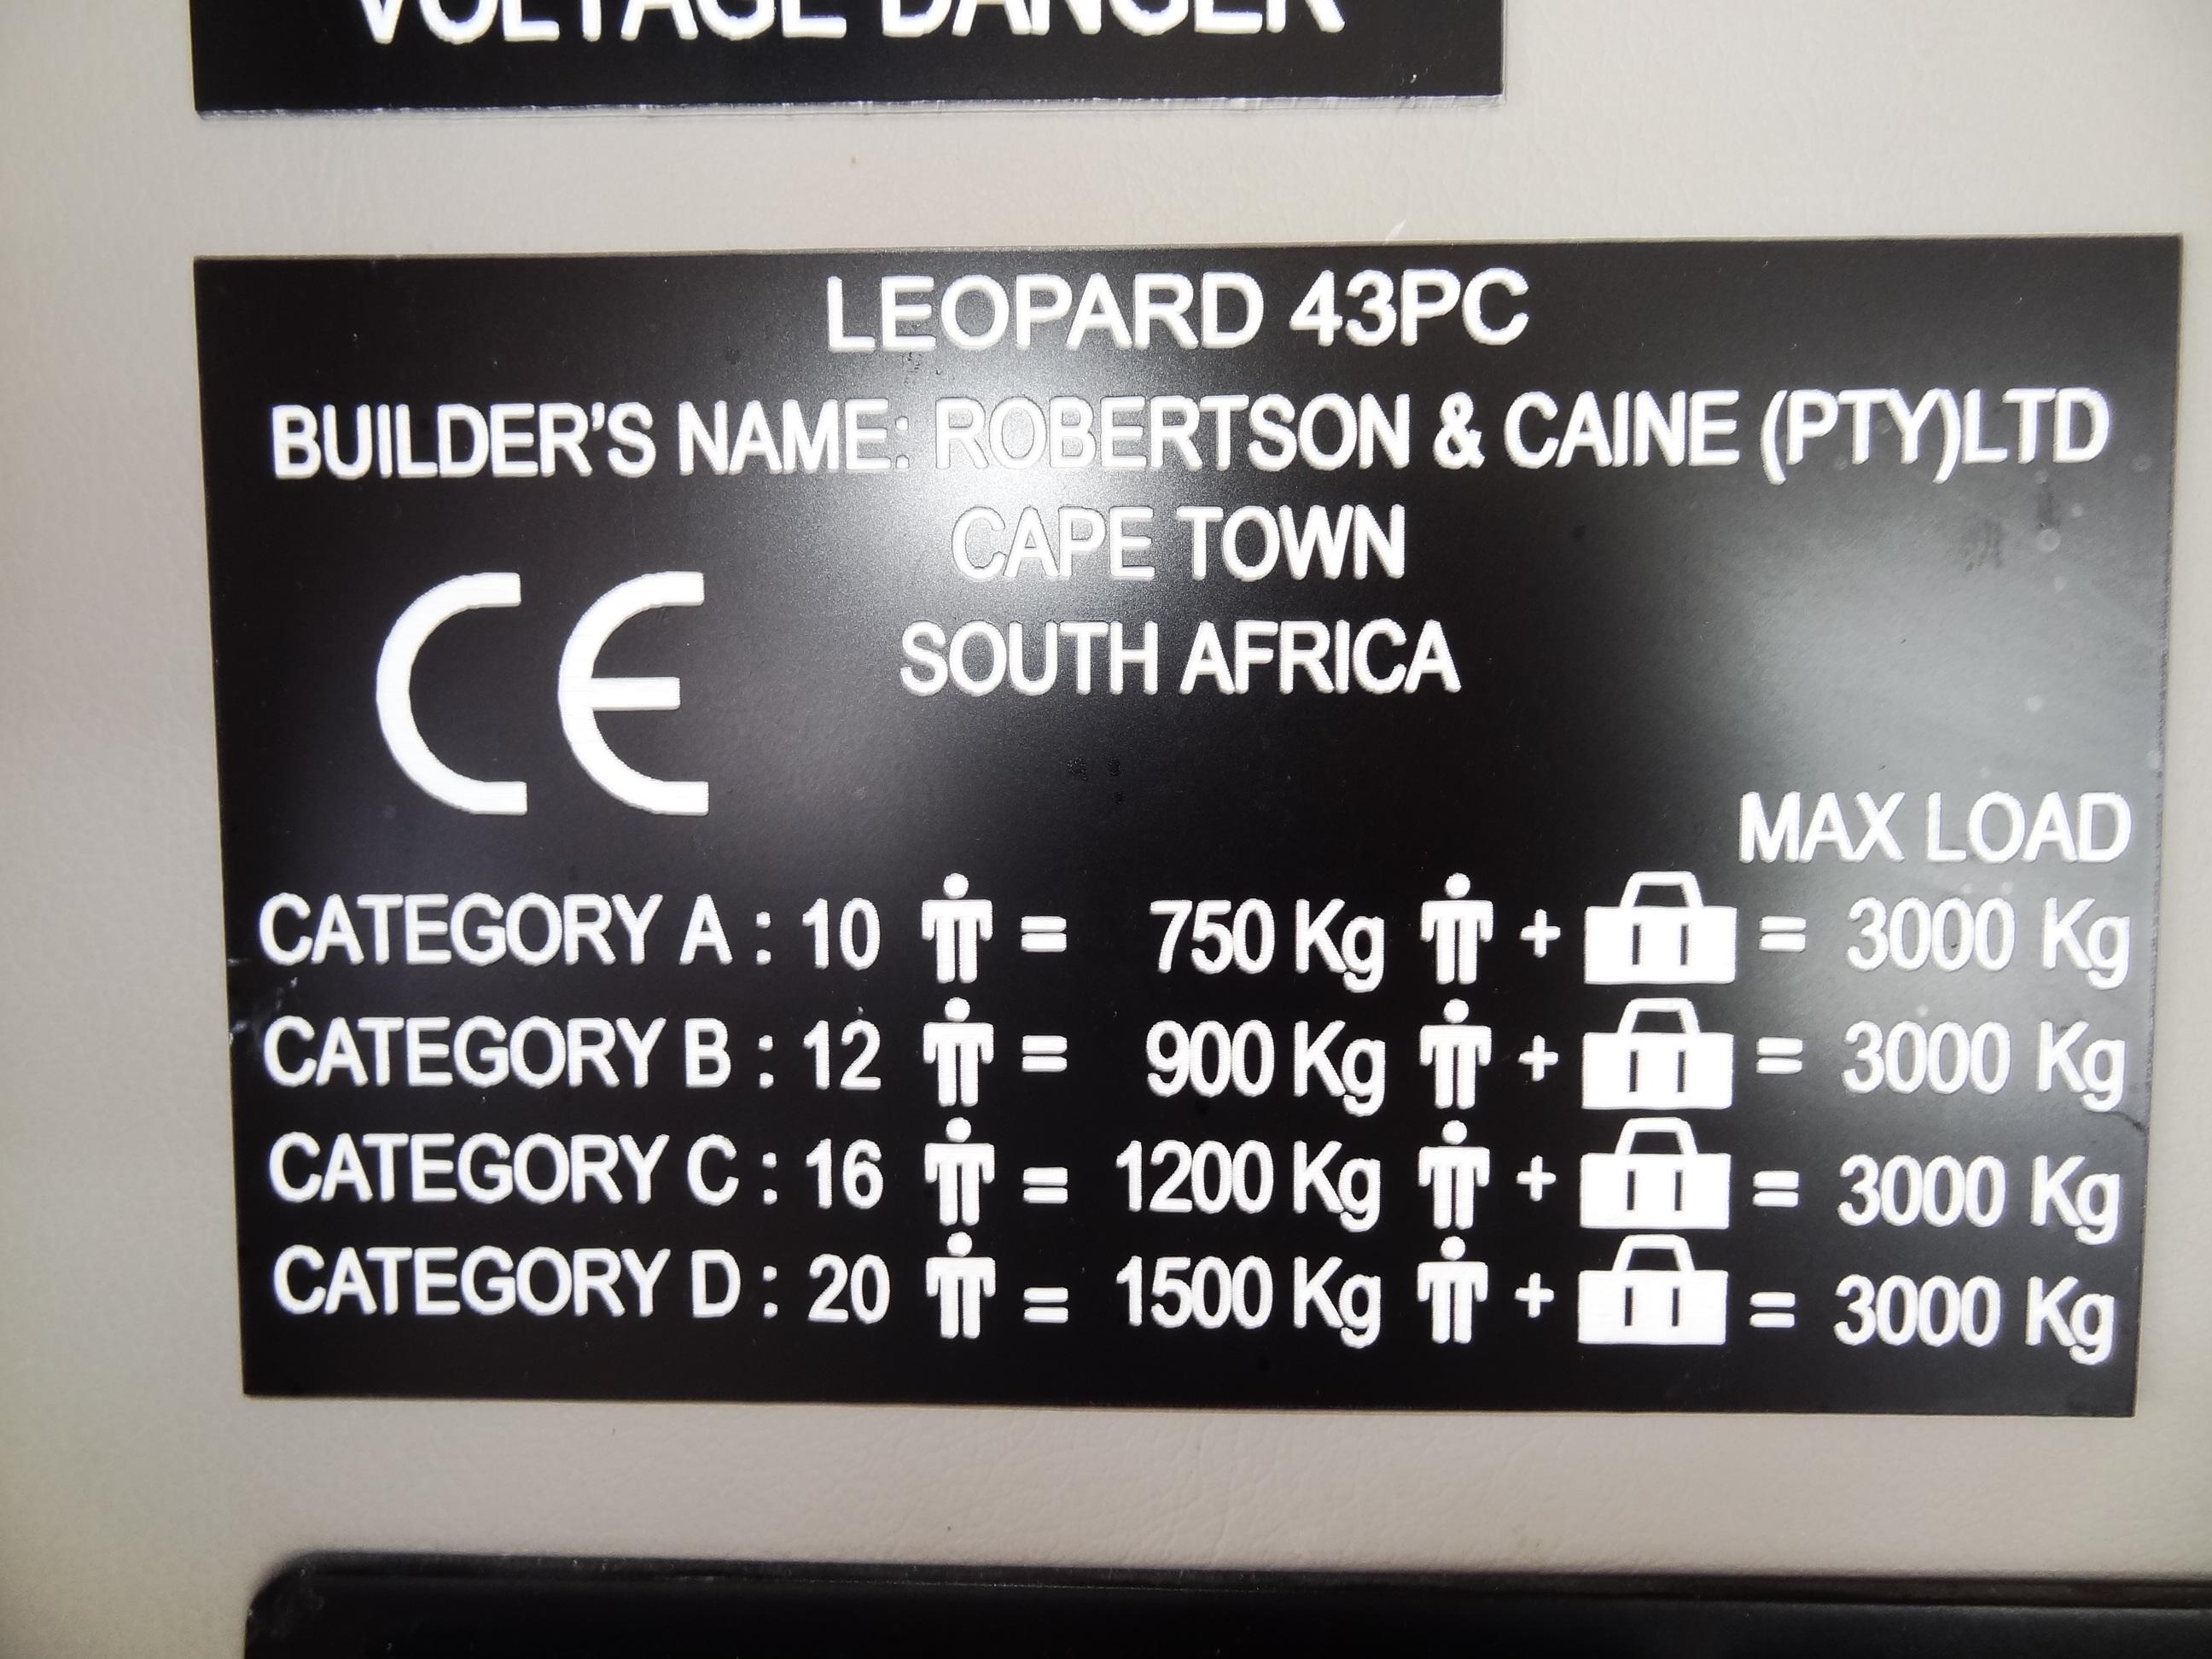 VOLTAGE DANGER
LEOPARD 43PC
BUILDER'S NAME: ROBERTSON & CAINE (PTY)LTD
CAPE TOWN
SOUTH AFRICA
CE
MAX LOAD
CATEGORY A : 10 = 750 Kg + = 3000 Kg
CATEGORY B : 12 = 900 Kg + = 3000 Kg
CATEGORY C : 16 = 1200 Kg + = 3000 Kg
CATEGORY D : 20 = 1500 Kg + = 3000 Kg